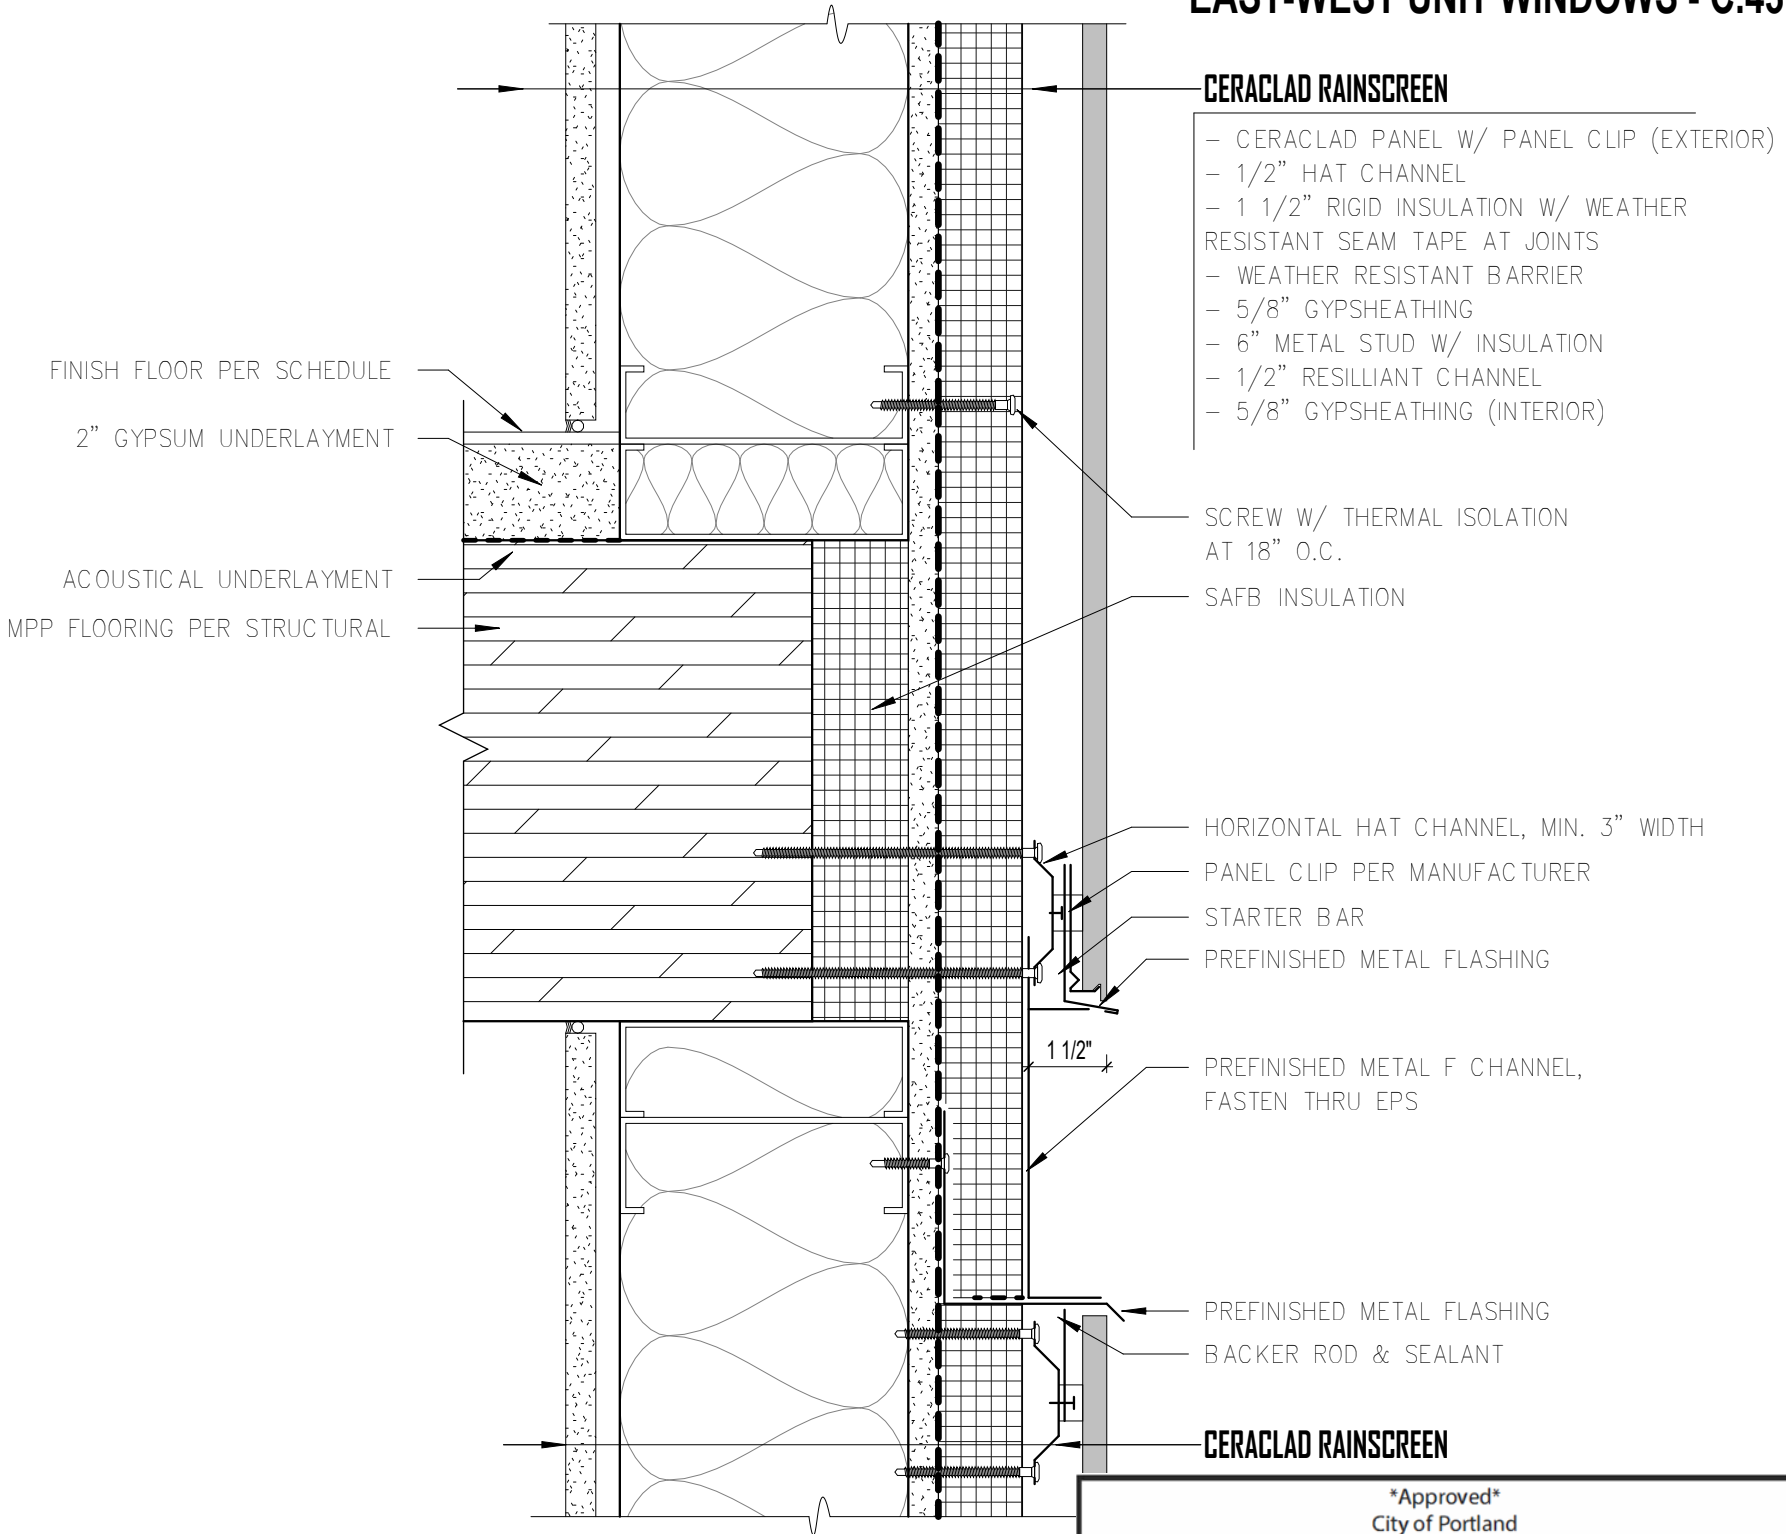 EAST-WEST UNIT WINDOWS - C.45
CERACLAD RAINSCREEN
– CERACLAD PANEL W/ PANEL CLIP (EXTERIOR)
– 1/2” HAT CHANNEL
– 1 1/2” RIGID INSULATION W/ WEATHER
RESISTANT SEAM TAPE AT JOINTS
– WEATHER RESISTANT BARRIER
– 5/8” GYPSHEATHING
– 6” METAL STUD W/ INSULATION
– 1/2” RESILLIANT CHANNEL
– 5/8” GYPSHEATHING (INTERIOR)
FINISH FLOOR PER SCHEDULE
2” GYPSUM UNDERLAYMENT
ACOUSTICAL UNDERLAYMENT
MPP FLOORING PER STRUCTURAL
SCREW W/ THERMAL ISOLATION
AT 18” O.C.
SAFB INSULATION
HORIZONTAL HAT CHANNEL, MIN. 3” WIDTH
PANEL CLIP PER MANUFACTURER
STARTER BAR
PREFINISHED METAL FLASHING
1 1/2"
PREFINISHED METAL F CHANNEL,
FASTEN THRU EPS
PREFINISHED METAL FLASHING
BACKER ROD & SEALANT
CERACLAD RAINSCREEN
*Approved*
City of Portland